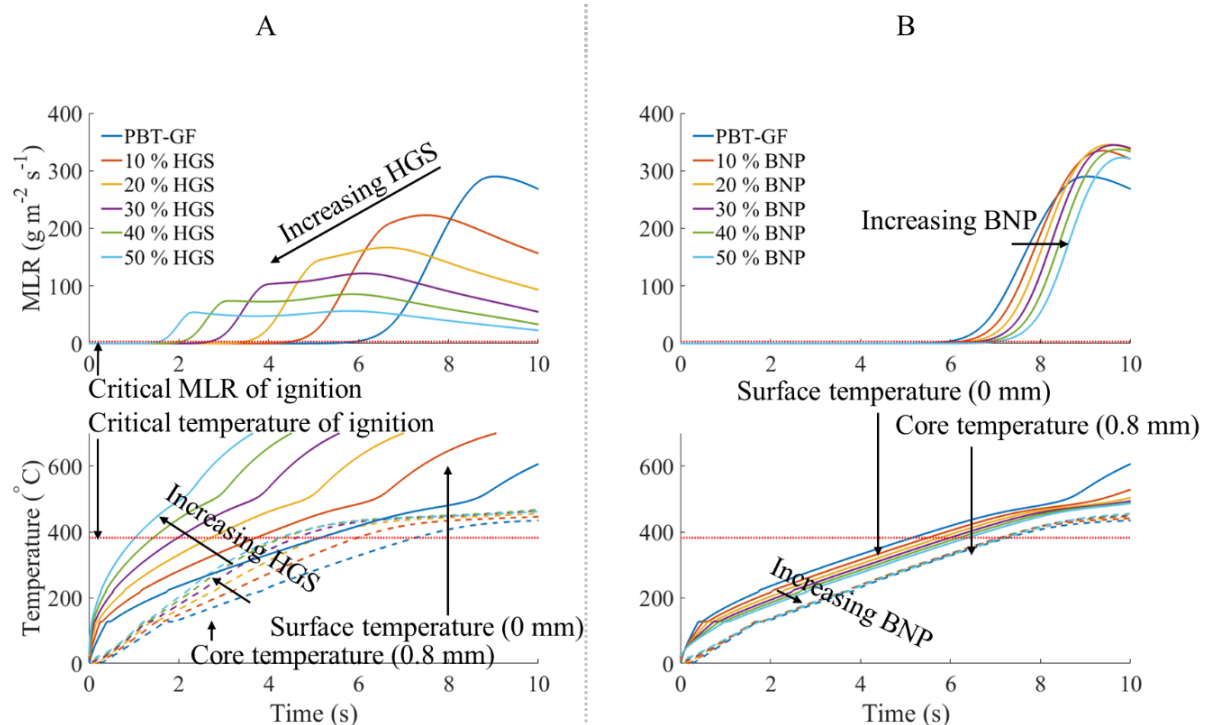 A
B
400
300
200
100
0
MLR (g m⁻² s⁻¹)
PBT-GF
10 % HGS
20 % HGS
30 % HGS
40 % HGS
50 % HGS
Increasing HGS
0 2 4 6 8 10
Critical MLR of ignition
Critical temperature of ignition
600
400
200
0
Temperature (°C)
Increasing HGS
Surface temperature (0 mm)
Core temperature (0.8 mm)
0 2 4 6 8 10
Time (s)
400
300
200
100
0
PBT-GF
10 % BNP
20 % BNP
30 % BNP
40 % BNP
50 % BNP
Increasing BNP
0 2 4 6 8 10
Surface temperature (0 mm)
Core temperature (0.8 mm)
600
400
200
0
Increasing BNP
0 2 4 6 8 10
Time (s)